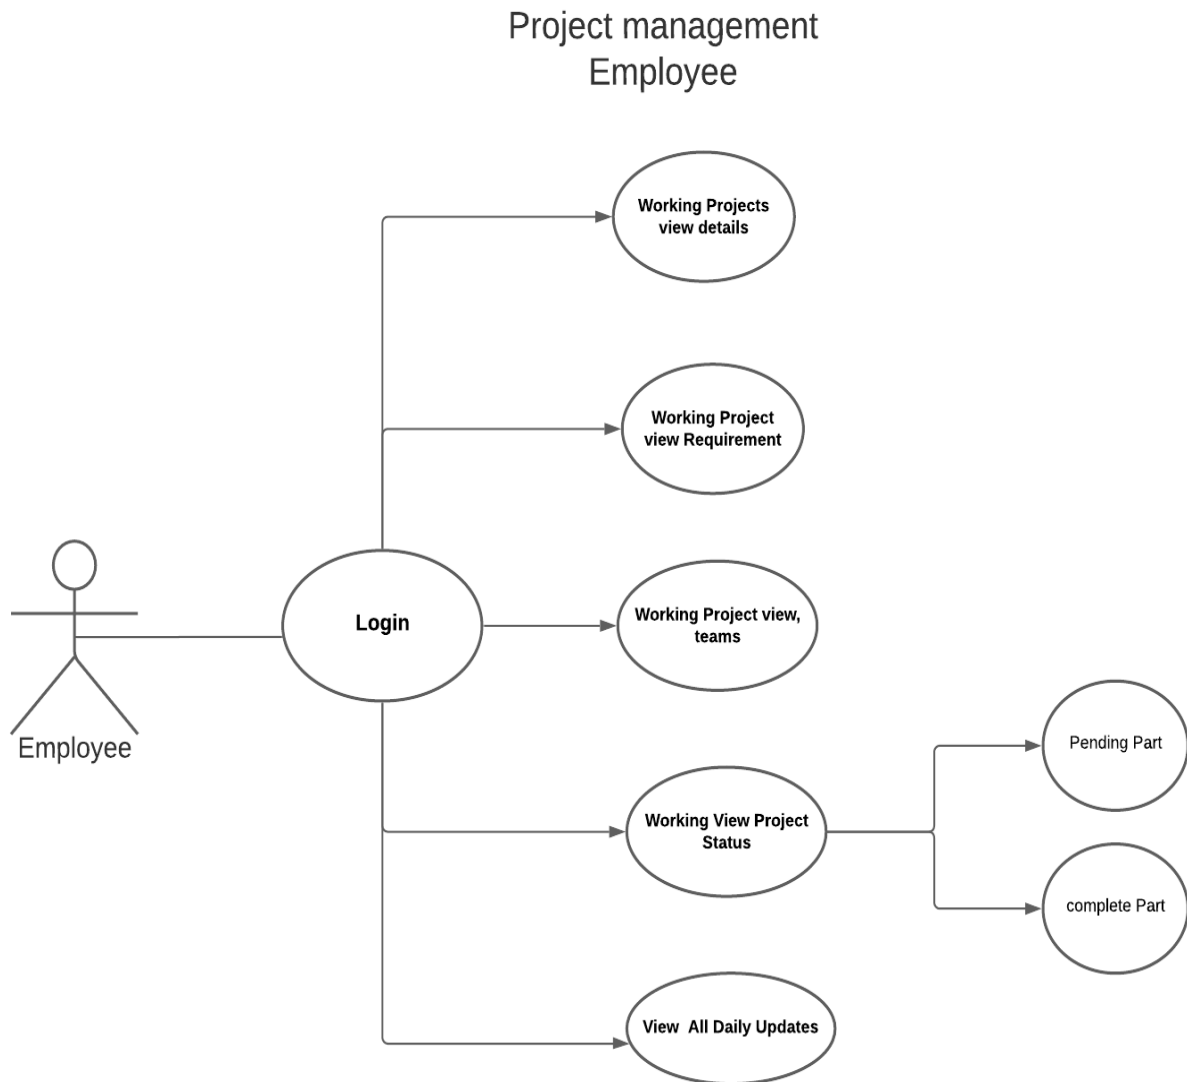 Project management
Employee
Working Projects
view details
Working Project
view Requirement
Login
Working Project view,
teams
Employee
Pending Part
Working View Project
Status
complete Part
View  All Daily Updates